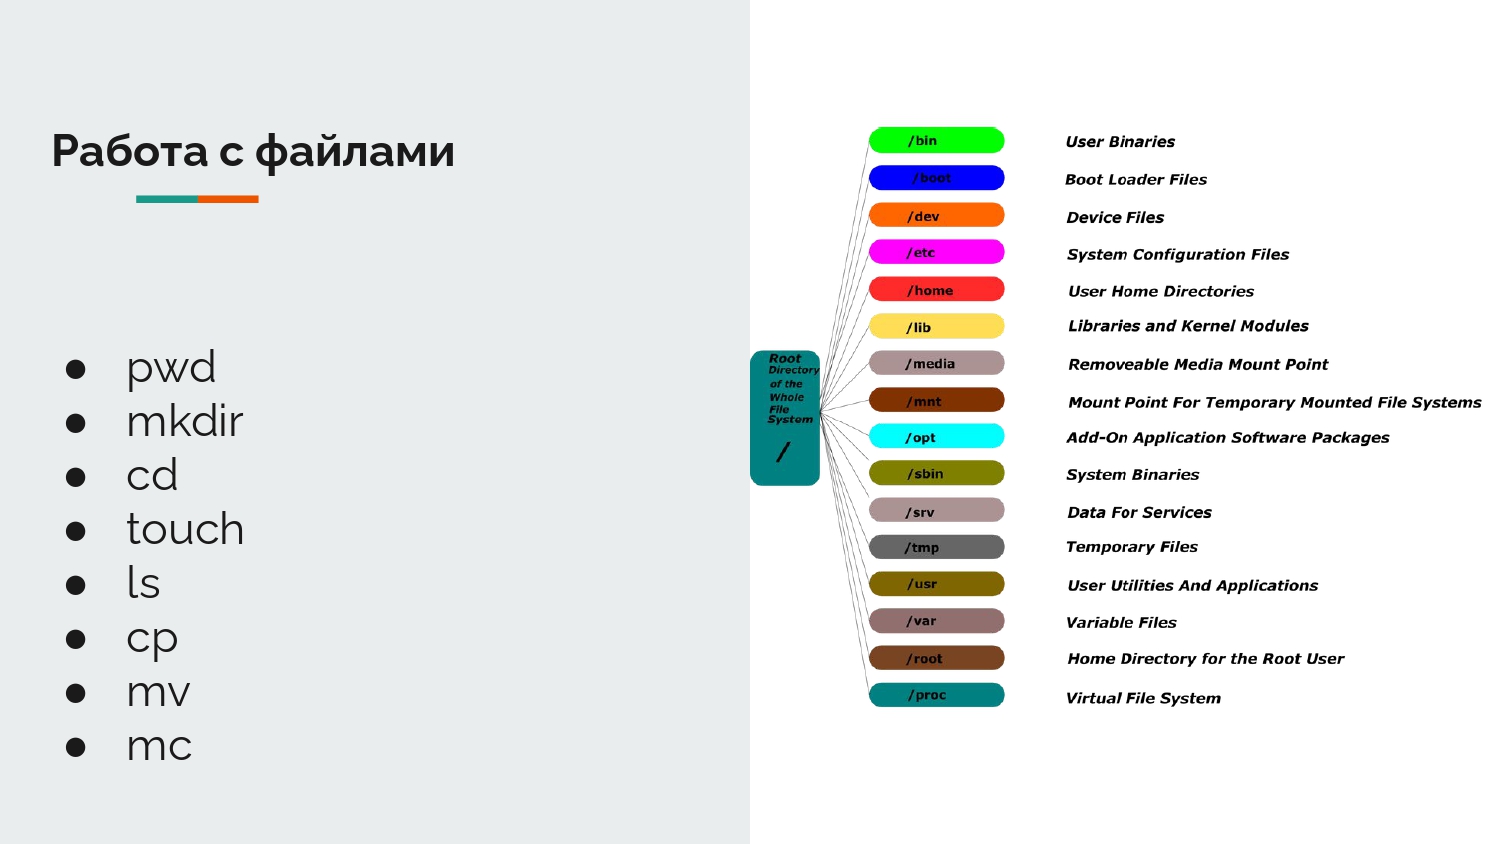 Работа с файлами
● pwd
● mkdir
● cd
● touch
● ls
● cp
● mv
● mc
Root
Directory
of the
Whole
File
System
/
/bin User Binaries
/boot Boot Loader Files
/dev Device Files
/etc System Configuration Files
/home User Home Directories
/lib Libraries and Kernel Modules
/media Removeable Media Mount Point
/mnt Mount Point For Temporary Mounted File Systems
/opt Add-On Application Software Packages
/sbin System Binaries
/srv Data For Services
/tmp Temporary Files
/usr User Utilities And Applications
/var Variable Files
/root Home Directory for the Root User
/proc Virtual File System